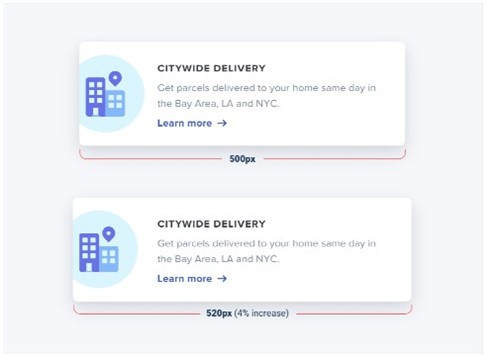 CITYWIDE DELIVERY
Get parcels delivered to your home same day in
the Bay Area, LA and NYC.
Learn more →
500px
CITYWIDE DELIVERY
Get parcels delivered to your home same day in
the Bay Area, LA and NYC.
Learn more →
520px (4% increase)